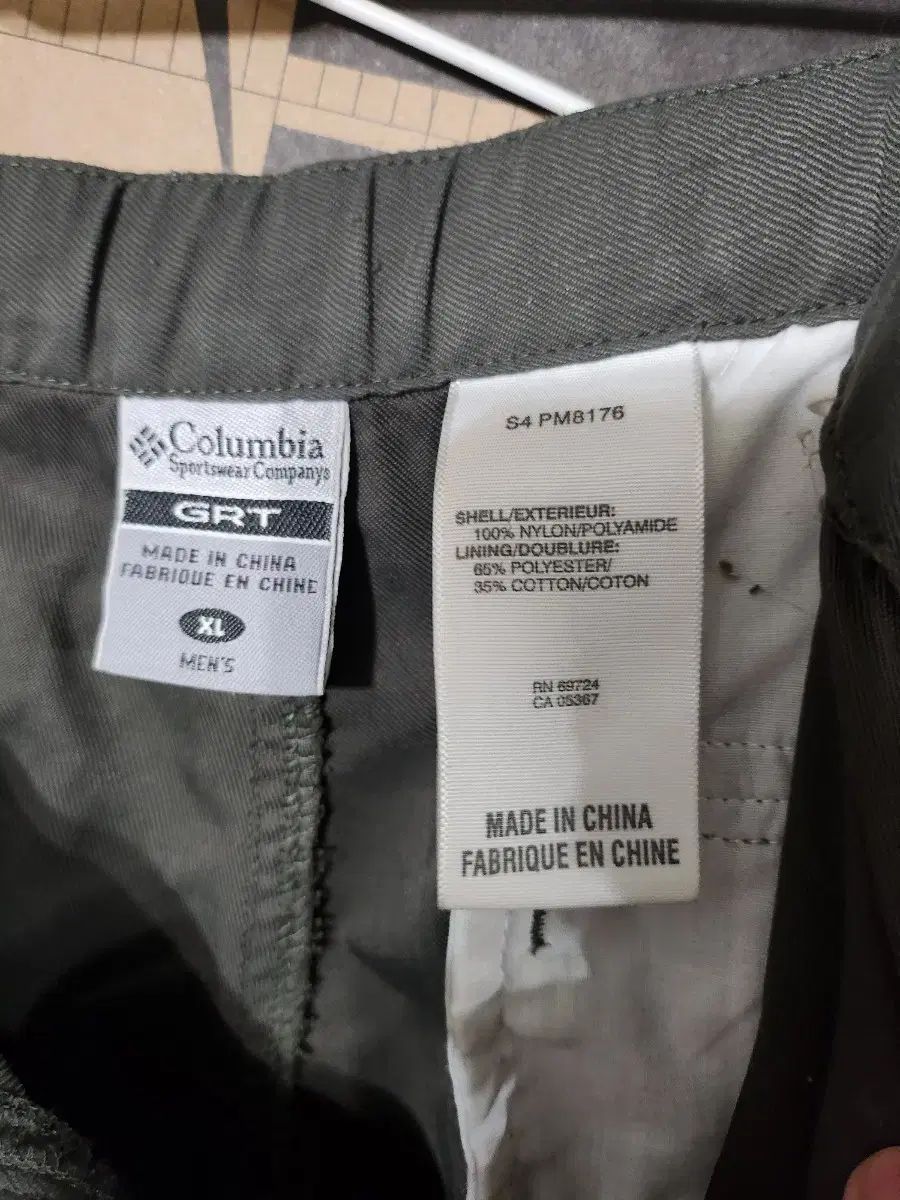 Columbia
Sportswear Companys
GRT
MADE IN CHINA
FABRIQUE EN CHINE
XL
MEN'S
S4 PM8176
SHELL/EXTERIEUR:
100% NYLON/POLYAMIDE
LINING/DOUBLURE:
65% POLYESTER/
35% COTTON/COTON
RN 69724
CA 05367
MADE IN CHINA
FABRIQUE EN CHINE